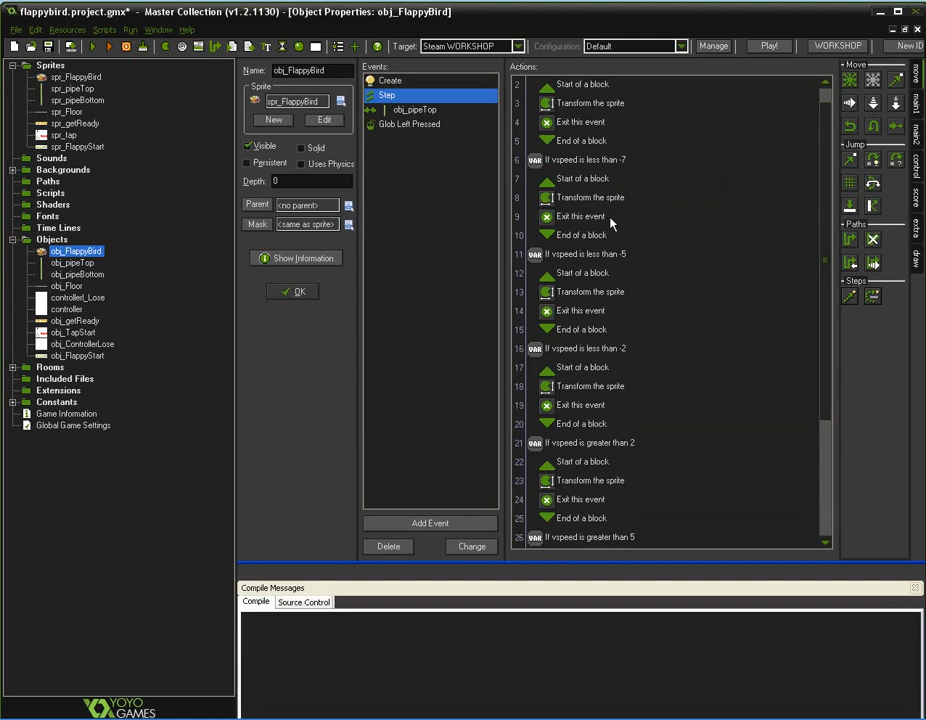 flappybird.project.gmx* - Master Collection (v1.2.1130) - [Object Properties: obj_FlappyBird]
File Edit Resources Scripts Run Window Help
Target: Steam WORKSHOP Configuration: Default Manage Play! WORKSHOP New ID
Sprites
spr_FlappyBird
spr_pipeTop
spr_pipeBottom
spr_Floor
spr_getReady
spr_tap
spr_FlappyStart
Sounds
Backgrounds
Paths
Scripts
Shaders
Fonts
Time Lines
Objects
obj_FlappyBird
obj_pipeTop
obj_pipeBottom
obj_Floor
controllerl_Lose
controller
obj_getReady
obj_TapStart
obj_ControllerLose
obj_FlappyStart
Rooms
Included Files
Extensions
Constants
Game Information
Global Game Settings
Name: obj_FlappyBird
Sprite
spr_FlappyBird
New Edit
Visible Solid
Persistent Uses Physics
Depth: 0
Parent <no parent>
Mask <same as sprite>
Show Information
OK
Events:
Create
Step
obj_pipeTop
Glob Left Pressed
Add Event
Delete Change
Actions:
2 Start of a block
3 Transform the sprite
4 Exit this event
5 End of a block
6 VAR If vspeed is less than -7
7 Start of a block
8 Transform the sprite
9 Exit this event
10 End of a block
11 VAR If vspeed is less than -5
12 Start of a block
13 Transform the sprite
14 Exit this event
15 End of a block
16 VAR If vspeed is less than -2
17 Start of a block
18 Transform the sprite
19 Exit this event
20 End of a block
21 VAR If vspeed is greater than 2
22 Start of a block
23 Transform the sprite
24 Exit this event
25 End of a block
26 VAR If vspeed is greater than 5
Move
Jump
Paths
Steps
move
main1
main2
control
score
extra
draw
Compile Messages
Compile Source Control
YOYO
GAMES